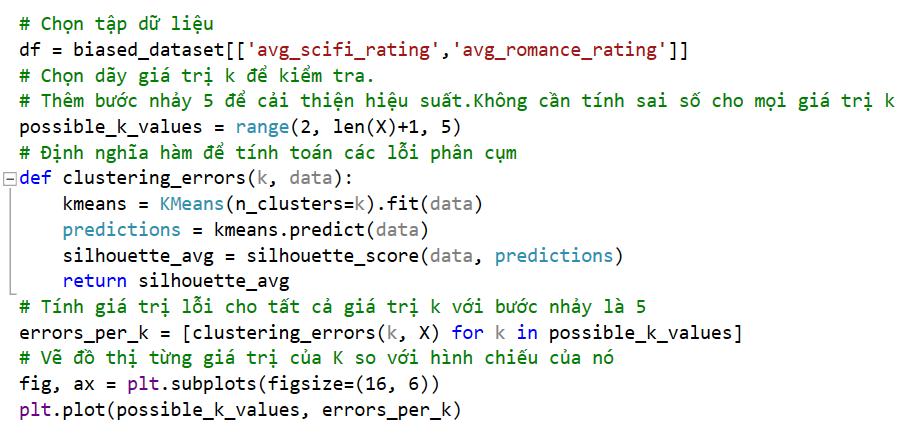 # Chọn tập dữ liệu
df = biased_dataset[['avg_scifi_rating','avg_romance_rating']]
# Chọn dãy giá trị k để kiểm tra.
# Thêm bước nhảy 5 để cải thiện hiệu suất.Không cần tính sai số cho mọi giá trị k
possible_k_values = range(2, len(X)+1, 5)
# Định nghĩa hàm để tính toán các lỗi phân cụm
def clustering_errors(k, data):
    kmeans = KMeans(n_clusters=k).fit(data)
    predictions = kmeans.predict(data)
    silhouette_avg = silhouette_score(data, predictions)
    return silhouette_avg
# Tính giá trị lỗi cho tất cả giá trị k với bước nhảy là 5
errors_per_k = [clustering_errors(k, X) for k in possible_k_values]
# Vẽ đồ thị từng giá trị của K so với hình chiếu của nó
fig, ax = plt.subplots(figsize=(16, 6))
plt.plot(possible_k_values, errors_per_k)